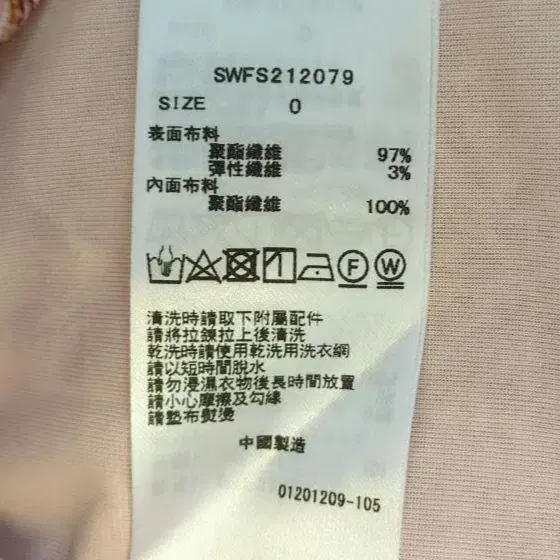 SWFS212079
SIZE 0
表面布料
聚酯纖維 97%
彈性纖維 3%
內面布料
聚酯纖維 100%
F W
清洗時請取下附屬配件
請將拉鍊拉上後清洗
乾洗時請使用乾洗用洗衣網
請以短時間脫水
請勿浸濕衣物後長時間放置
請小心摩擦及勾線
請墊布熨燙
中國製造
01201209-105